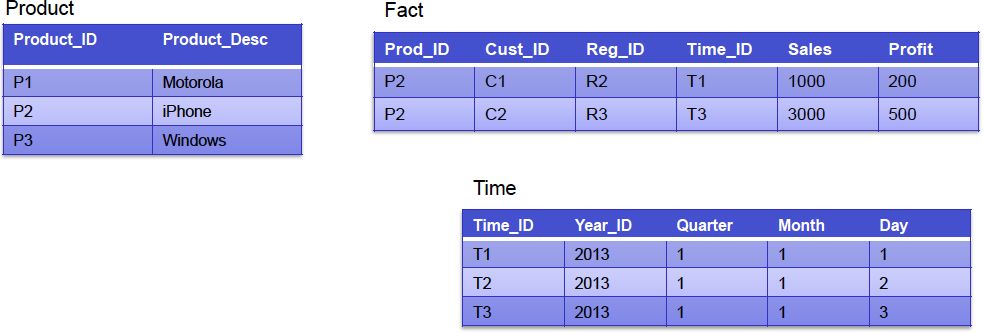 Product
Product_ID Product_Desc
P1 Motorola
P2 iPhone
P3 Windows
Fact
Prod_ID Cust_ID Reg_ID Time_ID Sales Profit
P2 C1 R2 T1 1000 200
P2 C2 R3 T3 3000 500
Time
Time_ID Year_ID Quarter Month Day
T1 2013 1 1 1
T2 2013 1 1 2
T3 2013 1 1 3